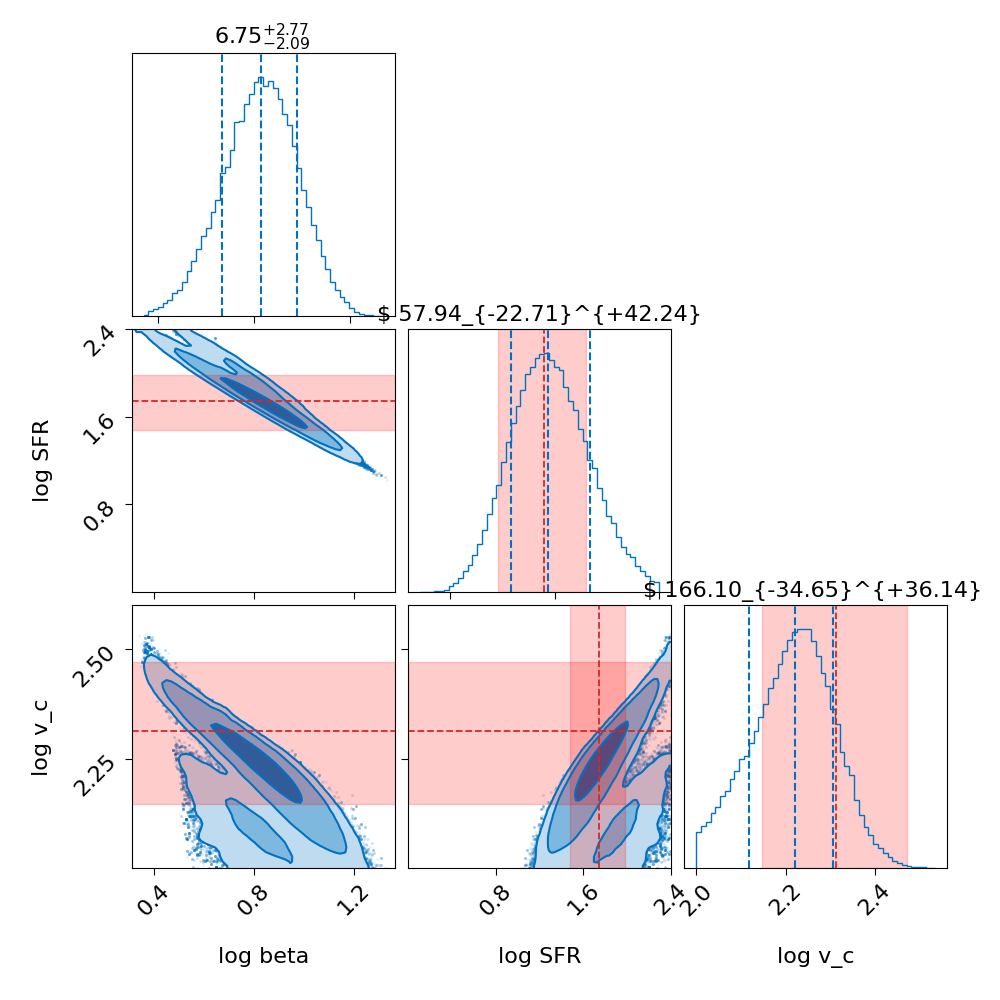 6.75^{+2.77}_{-2.09}
$ 57.94_{-22.71}^{+42.24}
2.4
1.6
0.8
log SFR
$ 166.10_{-34.65}^{+36.14}
2.50
2.25
log v_c
0.4 0.8 1.2
0.8 1.6 2.4
2.0 2.2 2.4
log beta
log SFR
log v_c